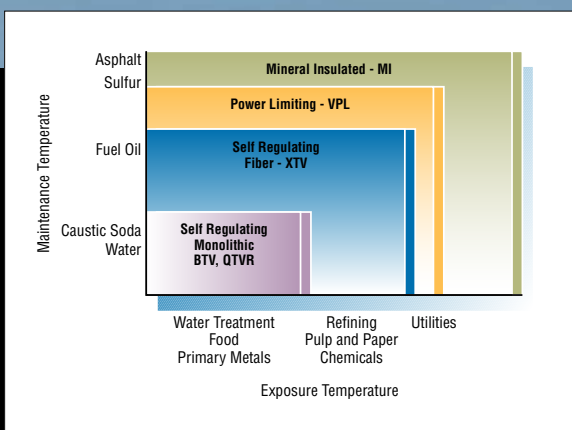 Asphalt
Sulfur
Fuel Oil
Caustic Soda
Water
Maintenance Temperature
Mineral Insulated - MI
Power Limiting - VPL
Self Regulating
Fiber - XTV
Self Regulating
Monolithic
BTV, QTVR
Water Treatment
Food
Primary Metals
Refining
Pulp and Paper
Chemicals
Utilities
Exposure Temperature